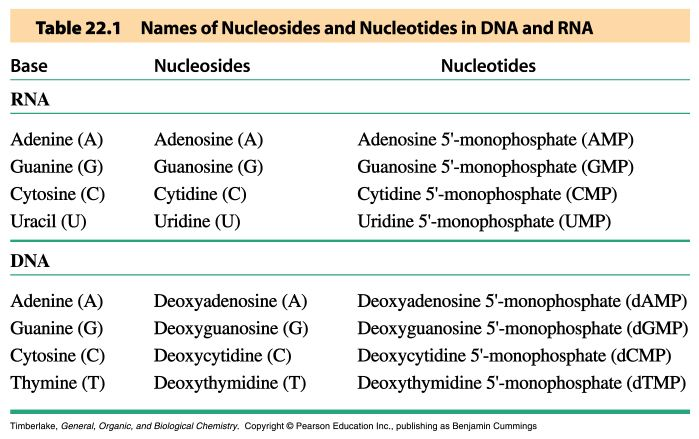 Table 22.1 Names of Nucleosides and Nucleotides in DNA and RNA
Base Nucleosides Nucleotides
RNA
Adenine (A) Adenosine (A) Adenosine 5'-monophosphate (AMP)
Guanine (G) Guanosine (G) Guanosine 5'-monophosphate (GMP)
Cytosine (C) Cytidine (C) Cytidine 5'-monophosphate (CMP)
Uracil (U) Uridine (U) Uridine 5'-monophosphate (UMP)
DNA
Adenine (A) Deoxyadenosine (A) Deoxyadenosine 5'-monophosphate (dAMP)
Guanine (G) Deoxyguanosine (G) Deoxyguanosine 5'-monophosphate (dGMP)
Cytosine (C) Deoxycytidine (C) Deoxycytidine 5'-monophosphate (dCMP)
Thymine (T) Deoxythymidine (T) Deoxythymidine 5'-monophosphate (dTMP)
Timberlake, General, Organic, and Biological Chemistry. Copyright © Pearson Education Inc., publishing as Benjamin Cummings